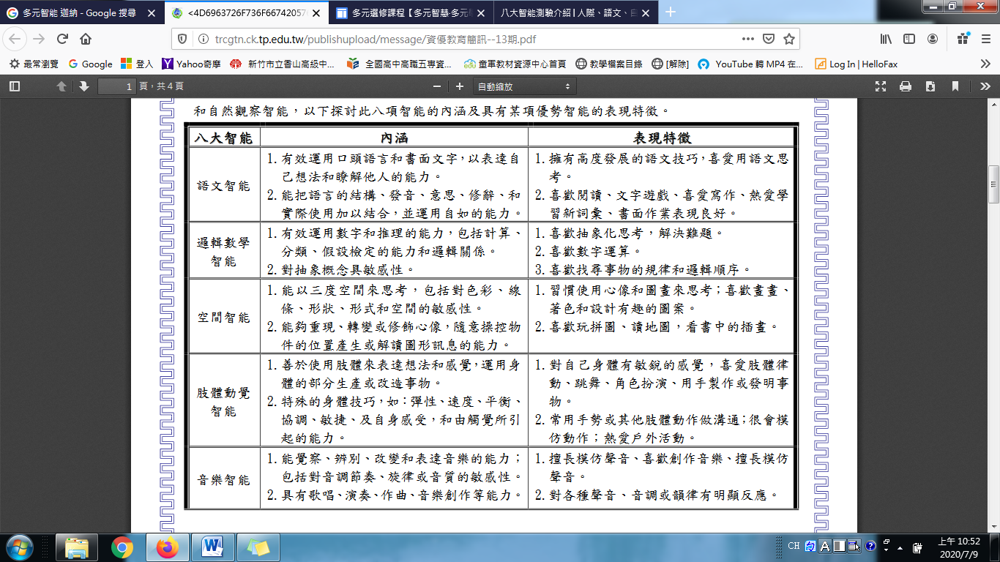 多元智能 迦納 - Google 搜尋
<4D6963726F736F667420576
多元選修課程【多元智慧‧多元
八大智能測驗介紹 | 人際、語文、
trcgtn.ck.tp.edu.tw/publishupload/message/資優教育簡訊--13期.pdf
最常瀏覽 Google 登入 Yahoo奇摩 新竹市立香山高級中... 全國高中高職五專資... 童軍教材資源中心首頁 教學檔案目錄 [解除] YouTube 轉 MP4 在... Log In | HelloFax
1 頁，共 4 頁 自動縮放
和自然觀察智能，以下探討此八項智能的內涵及具有某項優勢智能的表現特徵。
八大智能 內涵 表現特徵
語文智能
1. 有效運用口頭語言和書面文字，以表達自
己想法和瞭解他人的能力。
2. 能把語言的結構、發音、意思、修辭、和
實際使用加以結合，並運用自如的能力。
1. 擁有高度發展的語文技巧，喜愛用語文思
考。
2. 喜歡閱讀、文字遊戲、喜愛寫作、熱愛學
習新詞彙、書面作業表現良好。
邏輯數學
智能
1. 有效運用數字和推理的能力，包括計算、
分類、假設檢定的能力和邏輯關係。
2. 對抽象概念具敏感性。
1. 喜歡抽象化思考，解決難題。
2. 喜歡數字運算。
3. 喜歡找尋事物的規律和邏輯順序。
空間智能
1. 能以三度空間來思考，包括對色彩、線
條、形狀、形式和空間的敏感性。
2. 能夠重現、轉變或修飾心像，隨意操控物
件的位置產生或解讀圖形訊息的能力。
1. 習慣使用心像和圖畫來思考；喜歡畫畫、
著色和設計有趣的圖案。
2. 喜歡玩拼圖、讀地圖，看書中的插畫。
肢體動覺
智能
1. 善於使用肢體來表達想法和感覺，運用身
體的部分生產或改造事物。
2. 特殊的身體技巧，如：彈性、速度、平衡、
協調、敏捷、及自身感受，和由觸覺所引
起的能力。
1. 對自己身體有敏銳的感覺，喜愛肢體律
動、跳舞、角色扮演、用手製作或發明事
物。
2. 常用手勢或其他肢體動作做溝通；很會模
仿動作；熱愛戶外活動。
音樂智能
1. 能覺察、辨別、改變和表達音樂的能力；
包括對音調節奏、旋律或音質的敏感性。
2. 具有歌唱、演奏、作曲、音樂創作等能力。
1. 擅長模仿聲音、喜歡創作音樂、擅長模仿
聲音。
2. 對各種聲音、音調或韻律有明顯反應。
CH
上午 10:52
2020/7/9